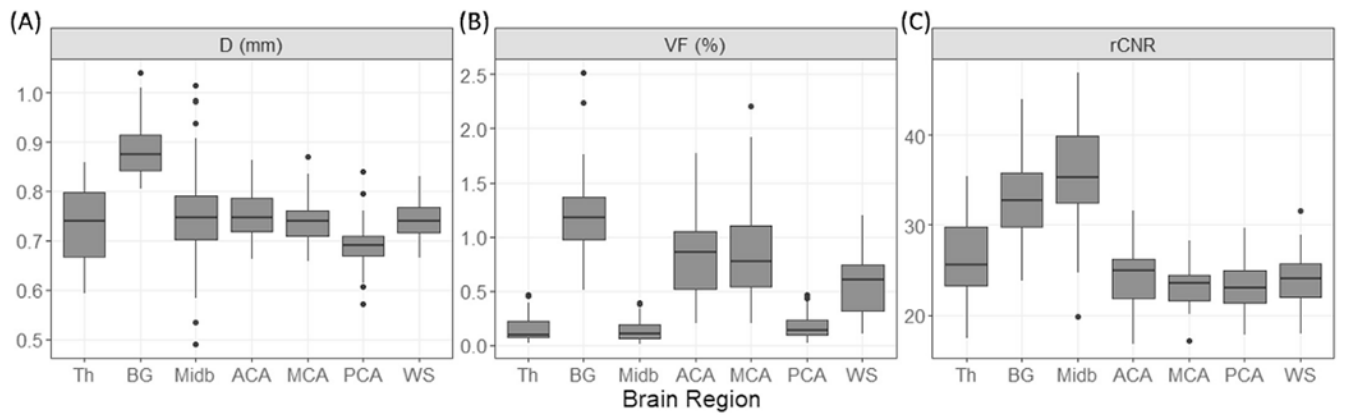 (A)
D (mm)
1.0
0.9
0.8
0.7
0.6
0.5
Th BG Midb ACA MCA PCA WS
(B)
VF (%)
2.5
2.0
1.5
1.0
0.5
0.0
Th BG Midb ACA MCA PCA WS
(C)
rCNR
40
30
20
Th BG Midb ACA MCA PCA WS
Brain Region